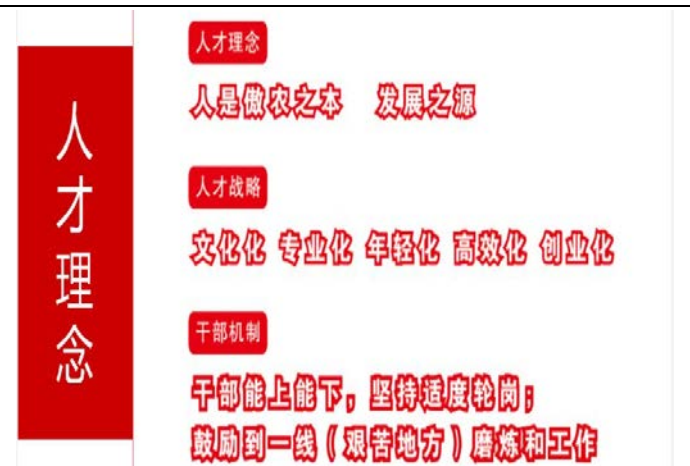 人才理念
人才理念
人是傲农之本 发展之源
人才战略
文化化 专业化 年轻化 高效化 创业化
干部机制
干部能上能下，坚持适度轮岗；
鼓励到一线（艰苦地方）磨炼和工作